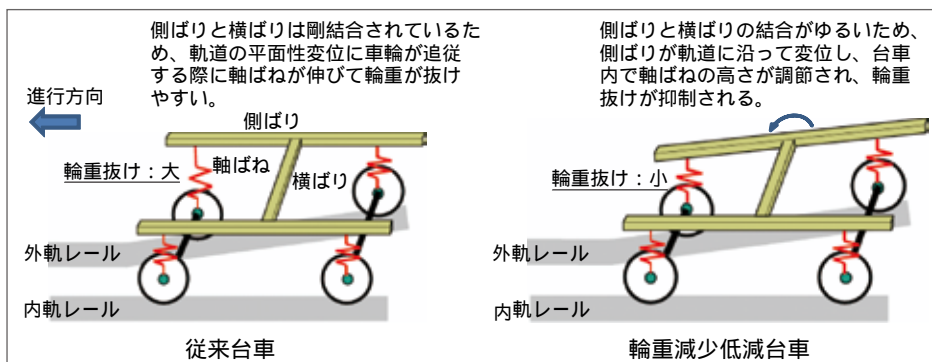 側ばりと横ばりは剛結合されているた
め、軌道の平面性変位に車輪が追従
する際に軸ばねが伸びて輪重が抜け
やすい。
進行方向
側ばり
軸ばね
輪重抜け：大
横ばり
外軌レール
内軌レール
従来台車
側ばりと横ばりの結合がゆるいため、
側ばりが軌道に沿って変位し、台車
内で軸ばねの高さが調節され、輪重
抜けが抑制される。
輪重抜け：小
外軌レール
内軌レール
輪重減少低減台車